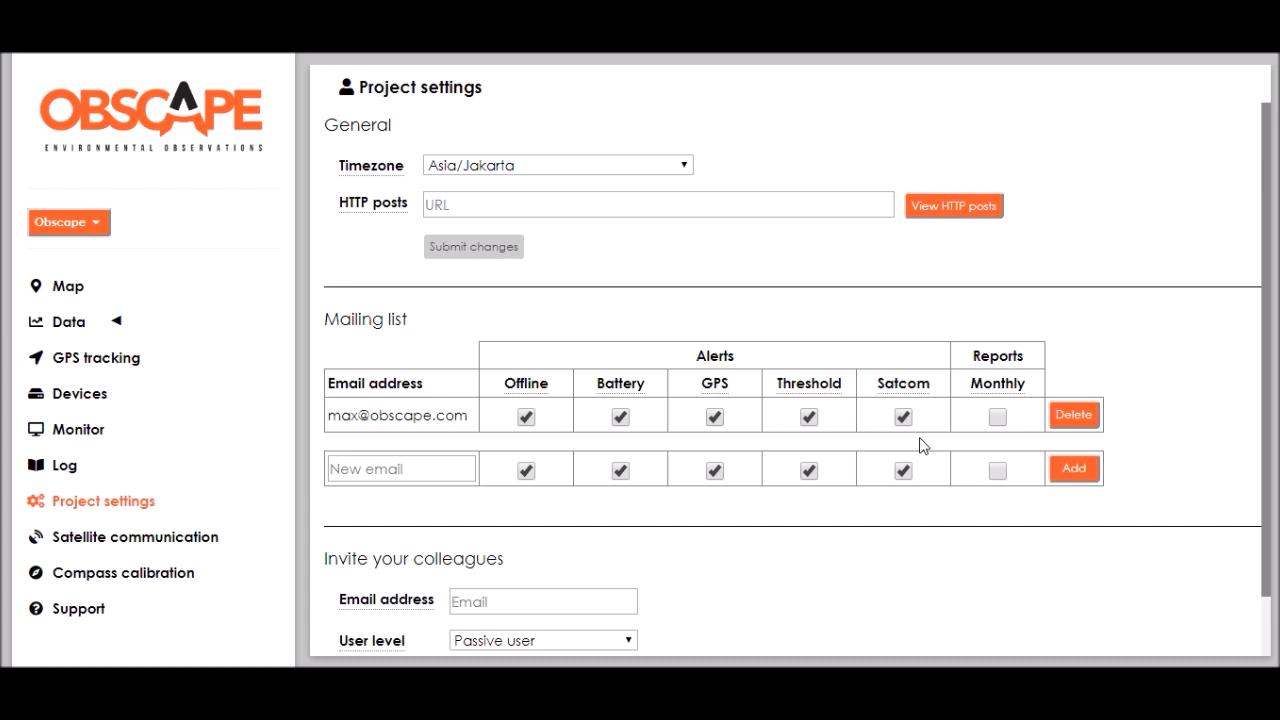 OBSCAPE
ENVIRONMENTAL OBSERVATIONS
Obscape
Map
Data
GPS tracking
Devices
Monitor
Log
Project settings
Satellite communication
Compass calibration
Support
Project settings
General
Timezone Asia/Jakarta
HTTP posts URL View HTTP posts
Submit changes
Mailing list
Alerts Reports
Email address Offline Battery GPS Threshold Satcom Monthly
max@obscape.com Delete
New email Add
Invite your colleagues
Email address Email
User level Passive user